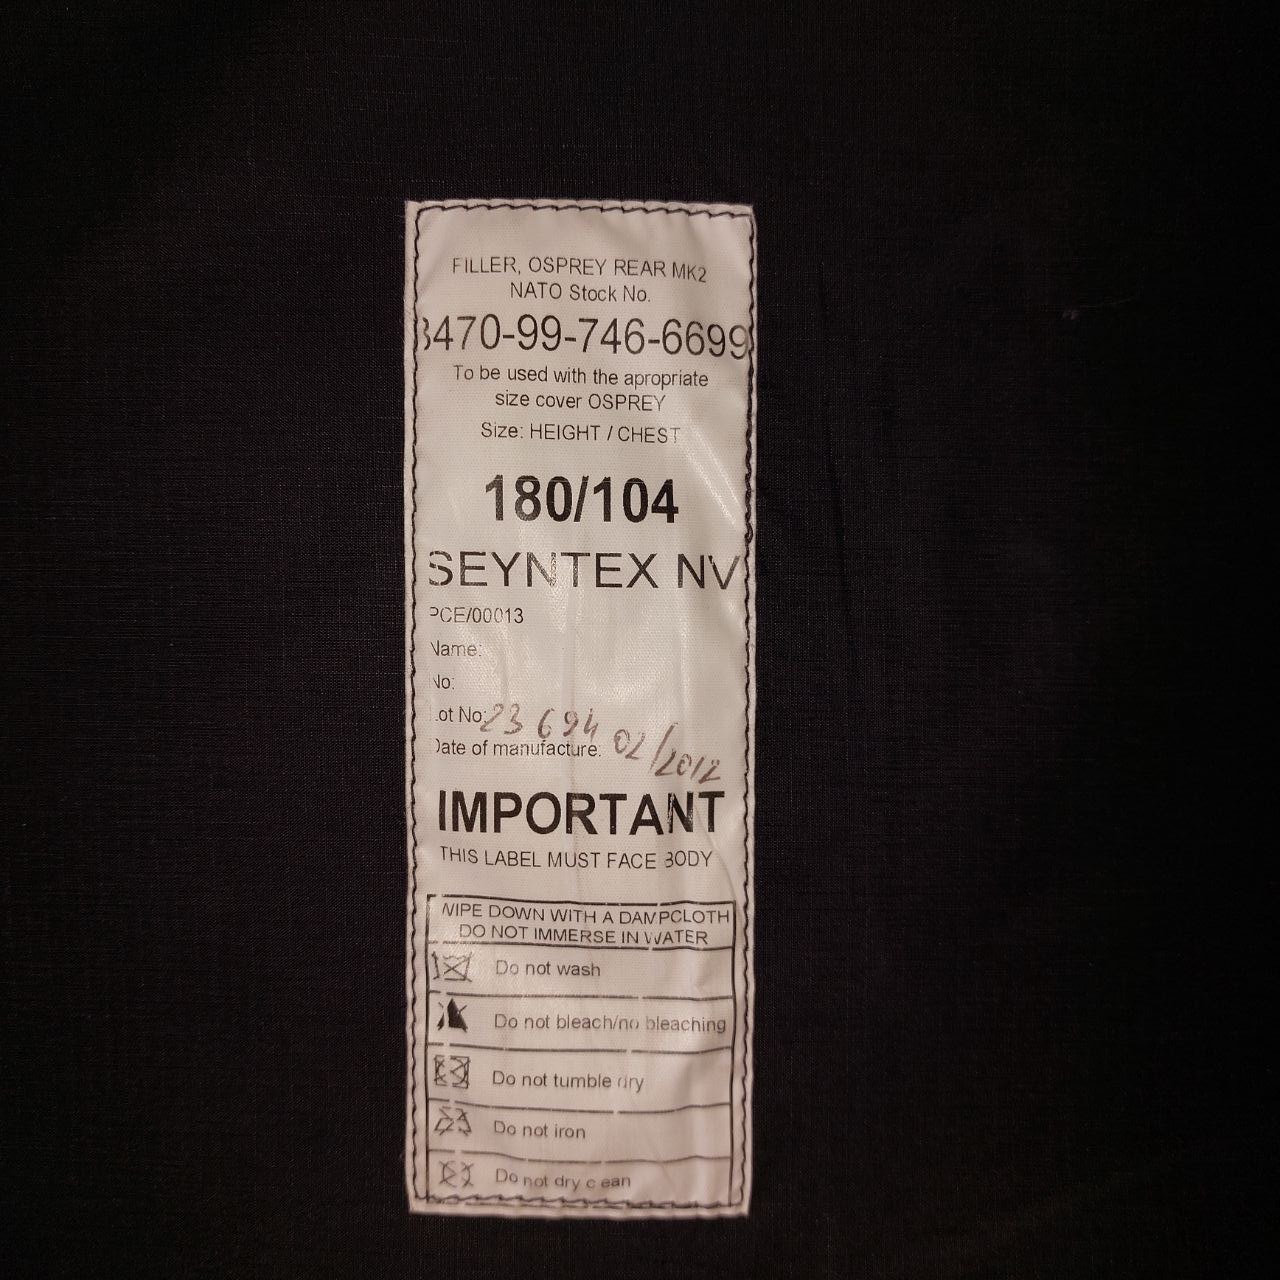 FILLER, OSPREY REAR MK2
NATO Stock No.
8470-99-746-6699
To be used with the apropriate
size cover OSPREY
Size: HEIGHT / CHEST
180/104
SEYNTEX NV
PCE/00013
Name:
No:
Lot No: 23 694
Date of manufacture: 02/2012
IMPORTANT
THIS LABEL MUST FACE BODY
WIPE DOWN WITH A DAMPCLOTH
DO NOT IMMERSE IN WATER
Do not wash
Do not bleach/no bleaching
Do not tumble dry
Do not iron
Do not dry clean